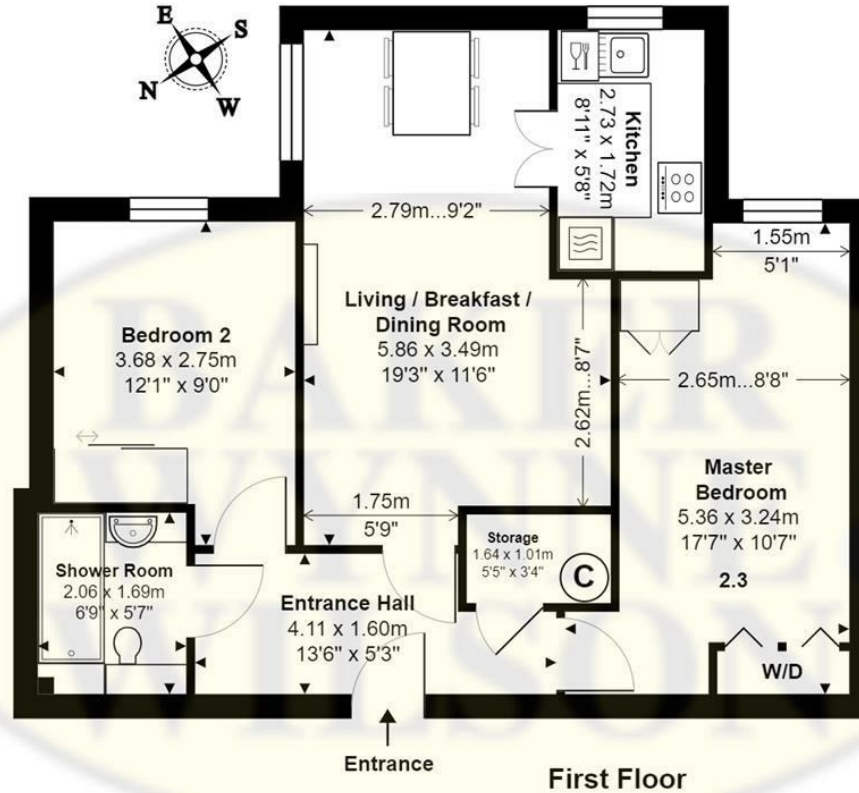 E
S
N
W
Kitchen
2.73 x 1.72m
8'11" x 5'8"
2.79m...9'2"
1.55m
5'1"
Living / Breakfast /
Dining Room
5.86 x 3.49m
19'3" x 11'6"
Bedroom 2
3.68 x 2.75m
12'1" x 9'0"
2.62m...8'7"
2.65m...8'8"
Master
Bedroom
5.36 x 3.24m
17'7" x 10'7"
2.3
1.75m
5'9"
Storage
1.64 x 1.01m
5'5" x 3'4"
C
Shower Room
2.06 x 1.69m
6'9" x 5'7"
Entrance Hall
4.11 x 1.60m
13'6" x 5'3"
W/D
Entrance
First Floor
BAKER
WYNNE
WILSON